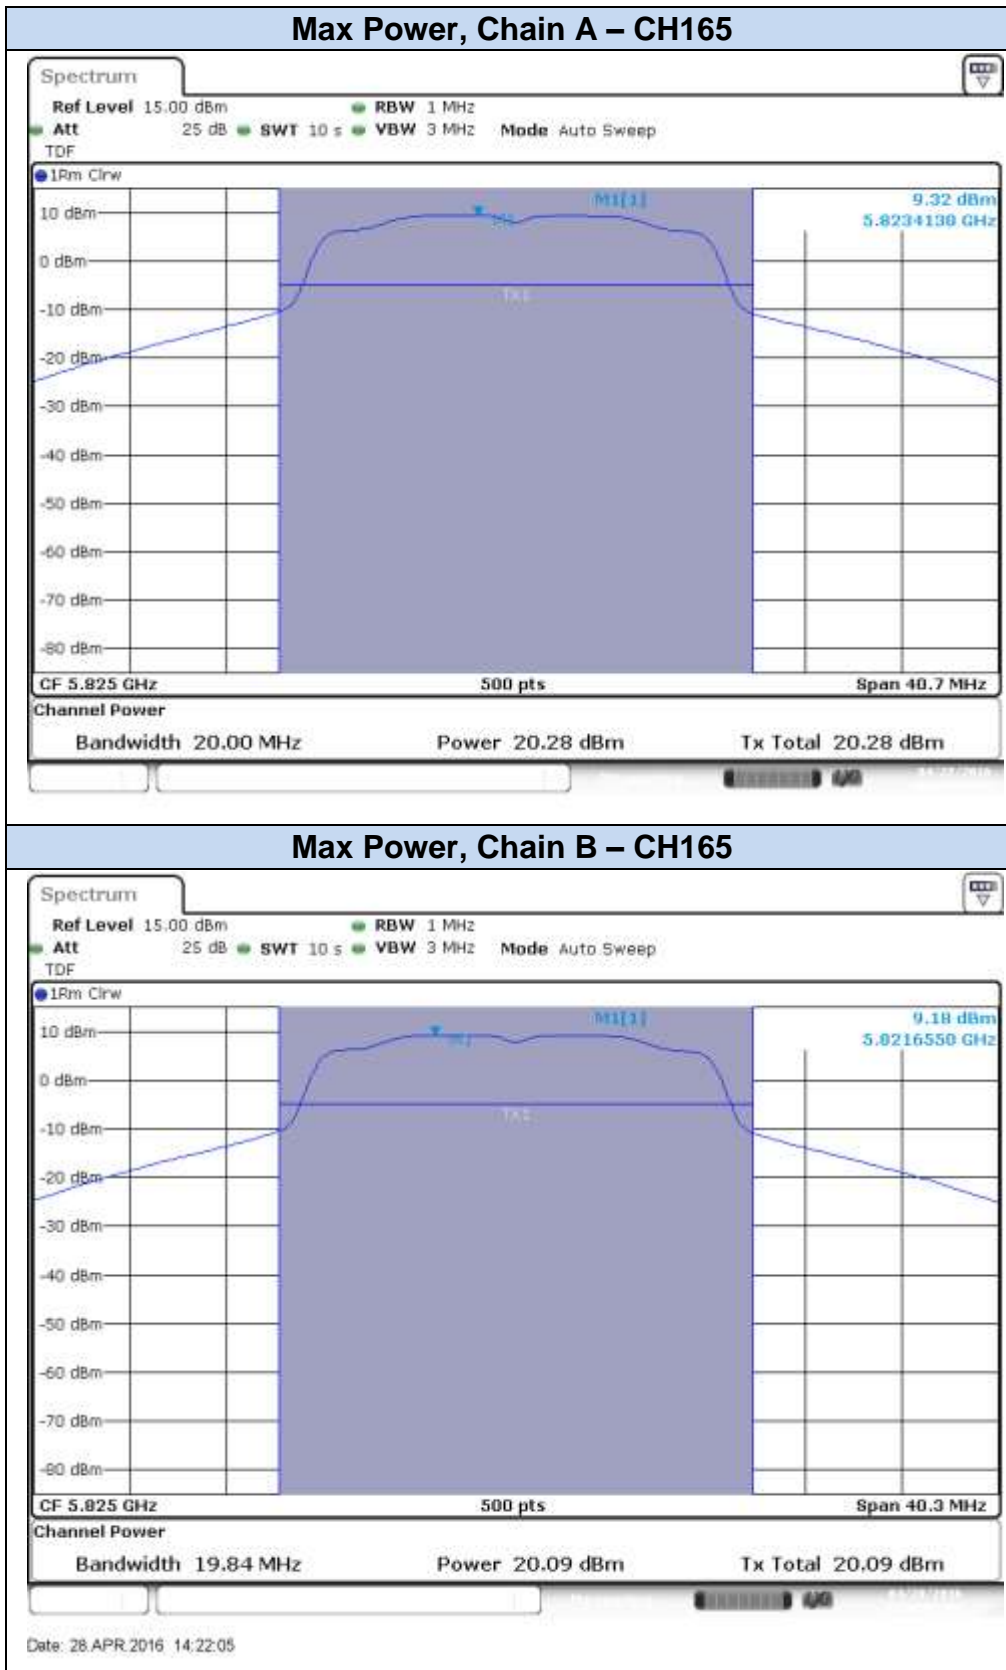 Max Power, Chain A – CH165
Spectrum
Ref Level 15.00 dBm RBW 1 MHz
Att 25 dB SWT 10 s VBW 3 MHz Mode Auto Sweep
TDF
1Rm Clrw
M1[1] 9.32 dBm
5.8234130 GHz
10 dBm
M1
0 dBm
TX1
-10 dBm
-20 dBm
-30 dBm
-40 dBm
-50 dBm
-60 dBm
-70 dBm
-80 dBm
CF 5.825 GHz 500 pts Span 40.7 MHz
Channel Power
Bandwidth 20.00 MHz Power 20.28 dBm Tx Total 20.28 dBm
Max Power, Chain B – CH165
Spectrum
Ref Level 15.00 dBm RBW 1 MHz
Att 25 dB SWT 10 s VBW 3 MHz Mode Auto Sweep
TDF
1Rm Clrw
M1[1] 9.18 dBm
5.8216550 GHz
10 dBm
M1
0 dBm
TX1
-10 dBm
-20 dBm
-30 dBm
-40 dBm
-50 dBm
-60 dBm
-70 dBm
-80 dBm
CF 5.825 GHz 500 pts Span 40.3 MHz
Channel Power
Bandwidth 19.84 MHz Power 20.09 dBm Tx Total 20.09 dBm
Date: 28.APR.2016 14:22:05